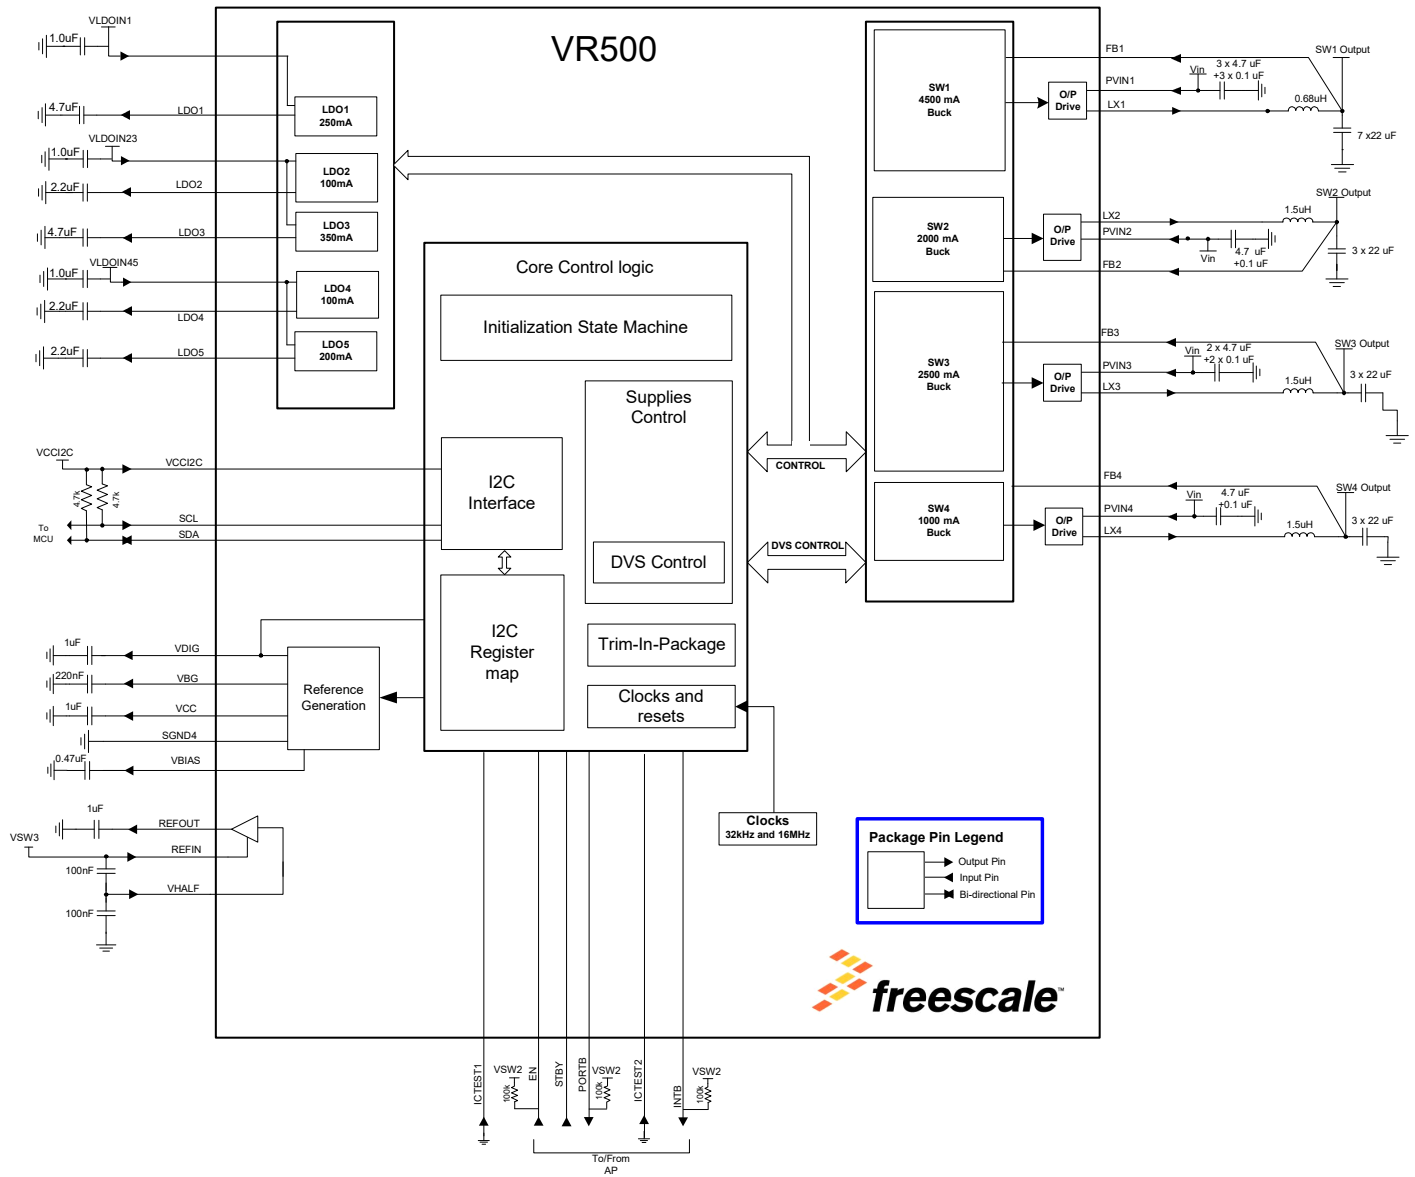 VR500
VLDOIN1
1.0uF
4.7uF
LDO1
LDO1
250mA
VLDOIN23
1.0uF
2.2uF
LDO2
LDO2
100mA
4.7uF
LDO3
LDO3
350mA
VLDOIN45
1.0uF
2.2uF
LDO4
LDO4
100mA
2.2uF
LDO5
LDO5
200mA
Core Control logic
Initialization State Machine
Supplies
Control
DVS Control
I2C
Interface
I2C
Register
map
Trim-In-Package
Clocks and
resets
CONTROL
DVS CONTROL
SW1
4500 mA
Buck
O/P
Drive
FB1
PVIN1
LX1
Vin
3 x 4.7 uF
+3 x 0.1 uF
SW1 Output
0.68uH
7 x22 uF
SW2
2000 mA
Buck
O/P
Drive
LX2
PVIN2
FB2
Vin
4.7 uF
+0.1 uF
1.5uH
SW2 Output
3 x 22 uF
SW3
2500 mA
Buck
O/P
Drive
FB3
PVIN3
LX3
Vin
2 x 4.7 uF
+2 x 0.1 uF
1.5uH
SW3 Output
3 x 22 uF
SW4
1000 mA
Buck
O/P
Drive
FB4
PVIN4
LX4
Vin
4.7 uF
+0.1 uF
1.5uH
SW4 Output
3 x 22 uF
VCCI2C
VCCI2C
4.7k
4.7k
To
MCU
SCL
SDA
1uF
VDIG
220nF
VBG
1uF
VCC
SGND4
0.47uF
VBIAS
Reference
Generation
1uF
REFOUT
VSW3
REFIN
100nF
VHALF
100nF
Clocks
32kHz and 16MHz
Package Pin Legend
Output Pin
Input Pin
Bi-directional Pin
freescale™
ICTEST1
VSW2
100k
EN
STBY
PORTB
VSW2
100k
ICTEST2
INTB
VSW2
100k
To/From
AP